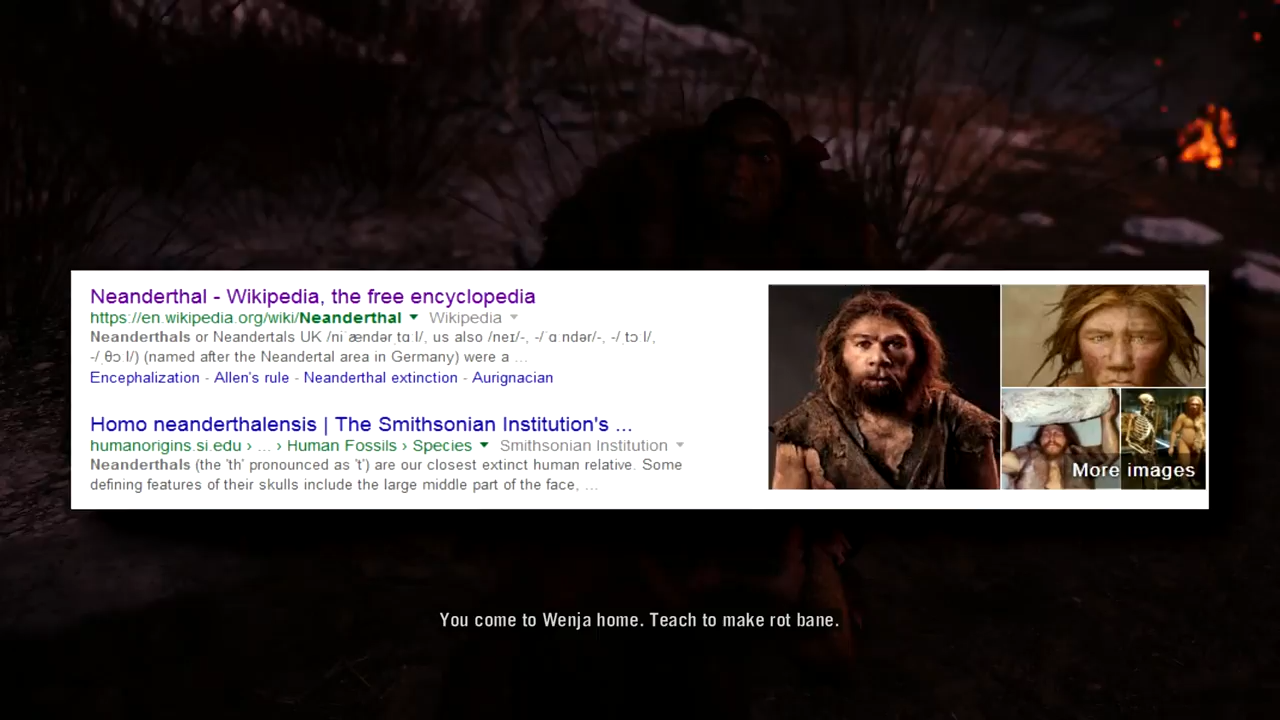 Neanderthal - Wikipedia, the free encyclopedia
https://en.wikipedia.org/wiki/Neanderthal ▼ Wikipedia ▼
Neanderthals or Neandertals UK /niˈændərˌtɑːl/, us also /neɪ/-, -/ˈɑndər/-, -/ˌtɔːl/,
-/ˌθɔːl/) (named after the Neandertal area in Germany) were a ...
Encephalization - Allen's rule - Neanderthal extinction - Aurignacian
Homo neanderthalensis | The Smithsonian Institution's ...
humanorigins.si.edu › ... › Human Fossils › Species ▼ Smithsonian Institution ▼
Neanderthals (the 'th' pronounced as 't') are our closest extinct human relative. Some
defining features of their skulls include the large middle part of the face, ...
More images
You come to Wenja home. Teach to make rot bane.